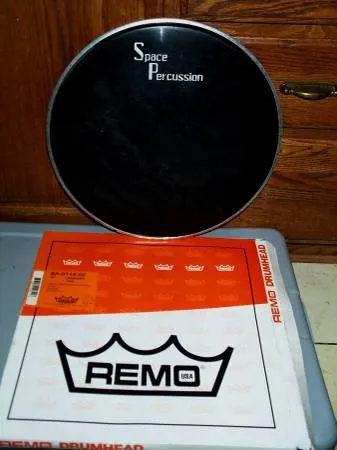 Space
Percussion
REMO DRUMHEAD
REMO
USA
REMO DRUMHEAD